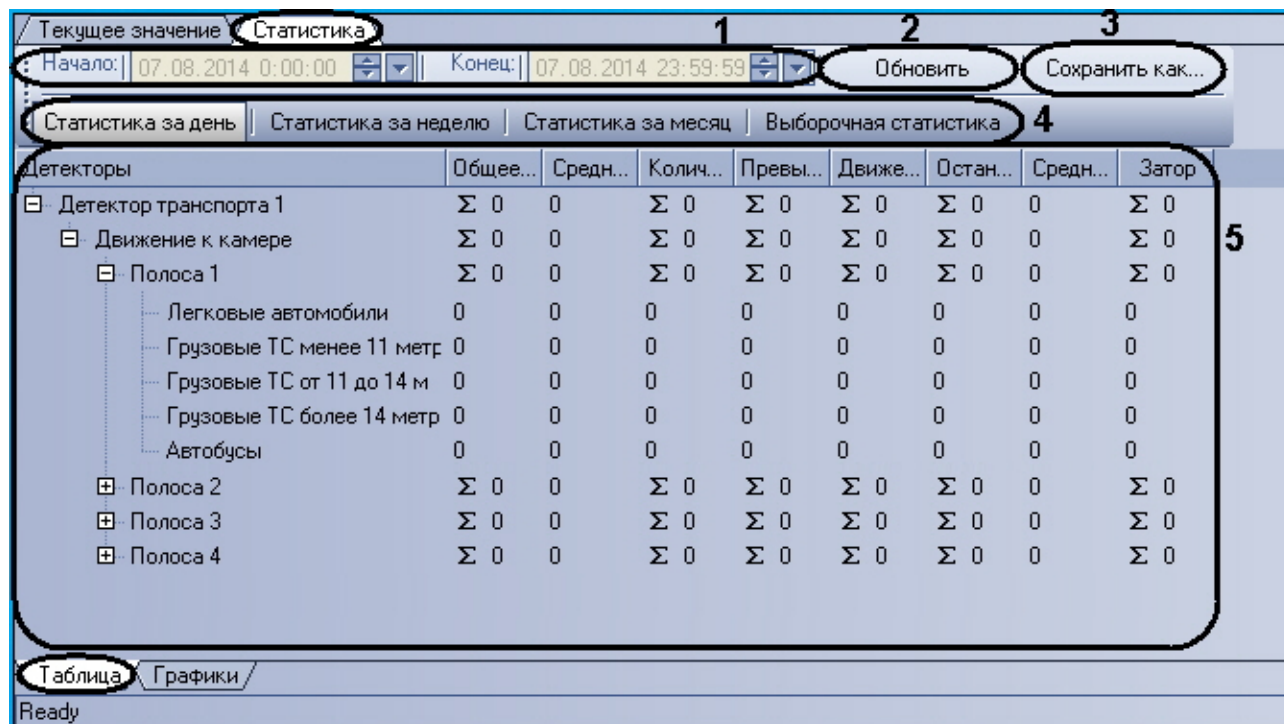 Текущее значение Статистика 1 2 3
Начало: 07.08.2014 0:00:00 Конец: 07.08.2014 23:59:59 Обновить Сохранить как...
Статистика за день Статистика за неделю Статистика за месяц Выборочная статистика 4
Детекторы Общее... Средн... Колич... Превы... Движе... Остан... Средн... Затор
Детектор транспорта 1 Σ 0 0 Σ 0 Σ 0 Σ 0 Σ 0 0 Σ 0
Движение к камере Σ 0 0 Σ 0 Σ 0 Σ 0 Σ 0 0 Σ 0 5
Полоса 1 Σ 0 0 Σ 0 Σ 0 Σ 0 Σ 0 0 Σ 0
Легковые автомобили 0 0 0 0 0 0 0 0
Грузовые ТС менее 11 метр 0 0 0 0 0 0 0 0
Грузовые ТС от 11 до 14 м 0 0 0 0 0 0 0 0
Грузовые ТС более 14 метр 0 0 0 0 0 0 0 0
Автобусы 0 0 0 0 0 0 0 0
Полоса 2 Σ 0 0 Σ 0 Σ 0 Σ 0 Σ 0 0 Σ 0
Полоса 3 Σ 0 0 Σ 0 Σ 0 Σ 0 Σ 0 0 Σ 0
Полоса 4 Σ 0 0 Σ 0 Σ 0 Σ 0 Σ 0 0 Σ 0
Таблица Графики
Ready